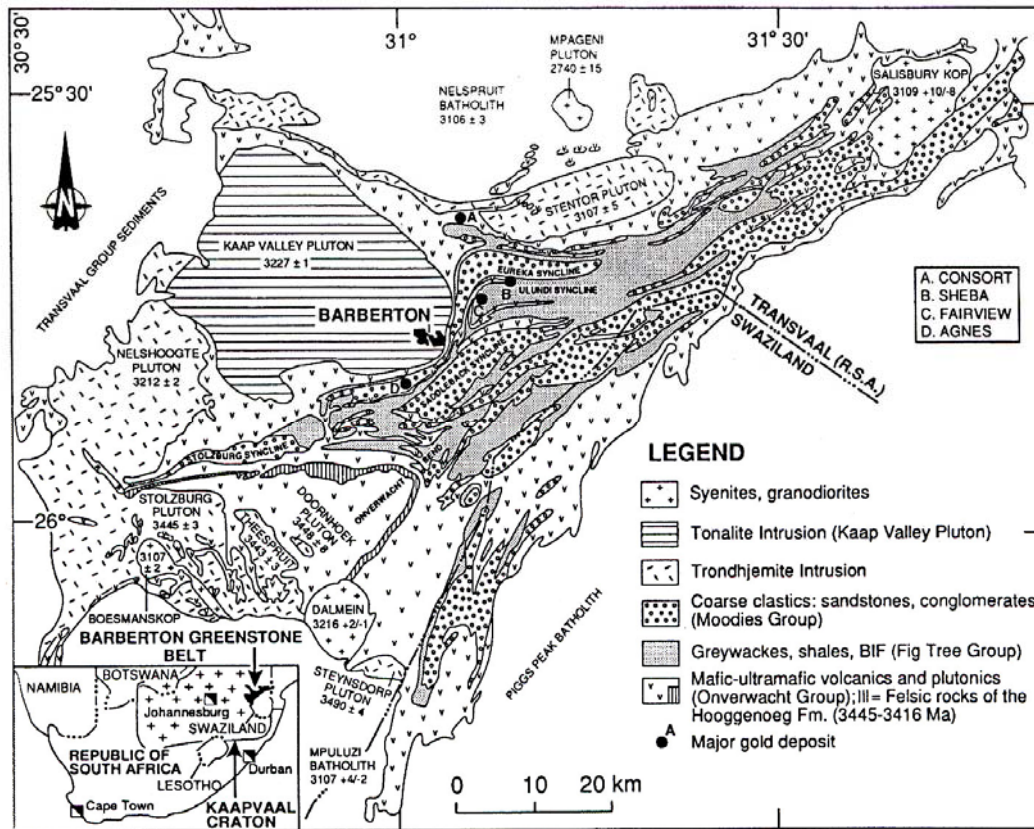 30° 30'
31°
31° 30'
25° 30'
26°
MPAGENI
PLUTON
2740 ± 15
NELSPRUIT
BATHOLITH
3106 ± 3
SALISBURY KOP
3109 +10/-8
N
TRANSVAAL GROUP SEDIMENTS
STENTOR PLUTON
3107 ± 5
A
KAAP VALLEY PLUTON
3227 ± 1
EUREKA SYNCLINE
B
ULUNDI SYNCLINE
C
BARBERTON
A. CONSORT
B. SHEBA
C. FAIRVIEW
D. AGNES
TRANSVAAL (R.S.A.)
SWAZILAND
NELSHOOGTE
PLUTON
3212 ± 2
D
SADDLEBACK SYNCLINE
STOLZBURG SYNCLINE
ONVERWACHT
STOLZBURG
PLUTON
3445 ± 3
DOORNHOEK
PLUTON
3448 ± 8
THEESPRUIT
3443 ± 3
3107
± 2
BOESMANSKOP
DALMEIN
3216 +2/-1
STEYNSDORP
PLUTON
3490 ± 4
PIGGS PEAK BATHOLITH
MPULUZI
BATHOLITH
3107 +4/-2
BARBERTON GREENSTONE
BELT
NAMIBIA
BOTSWANA
Johannesburg
SWAZILAND
REPUBLIC OF
SOUTH AFRICA
LESOTHO
Durban
Cape Town
KAAPVAAL
CRATON
0 10 20 km
LEGEND
Syenites, granodiorites
Tonalite Intrusion (Kaap Valley Pluton)
Trondhjemite Intrusion
Coarse clastics: sandstones, conglomerates
(Moodies Group)
Greywackes, shales, BIF (Fig Tree Group)
Mafic-ultramafic volcanics and plutonics
(Onverwacht Group); III= Felsic rocks of the
Hooggenoeg Fm. (3445-3416 Ma)
A
Major gold deposit